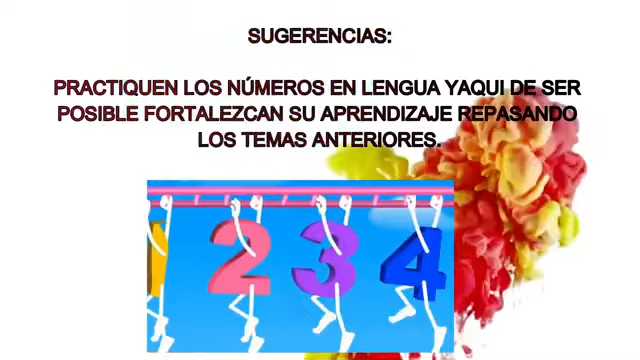 SUGERENCIAS:
PRACTIQUEN LOS NÚMEROS EN LENGUA YAQUI DE SER
POSIBLE FORTALEZCAN SU APRENDIZAJE REPASANDO
LOS TEMAS ANTERIORES.
1 2 3 4